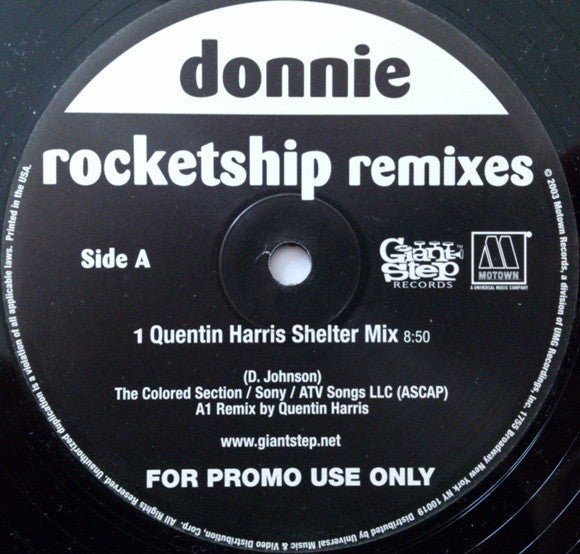 donnie
rocketship remixes
Side A
Giant
Step
RECORDS
M
MOTOWN
A UNIVERSAL MUSIC COMPANY
1 Quentin Harris Shelter Mix 8:50
(D. Johnson)
The Colored Section / Sony / ATV Songs LLC (ASCAP)
A1 Remix by Quentin Harris
www.giantstep.net
FOR PROMO USE ONLY
© 2003 Motown Records, a division of UMG Recordings, Inc. 1755 Broadway New York NY 10019 Distributed by Universal Music & Video Distribution, Corp. All Rights Reserved. Unauthorized duplication is a violation of all applicable laws. Printed in the USA.